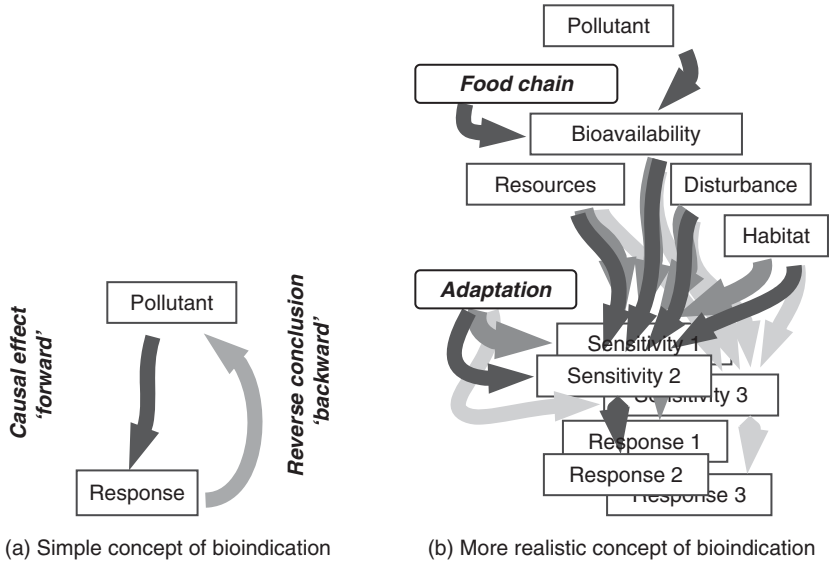 Causal effect
‘forward’
Pollutant
Response
Reverse conclusion
‘backward’
(a) Simple concept of bioindication
Pollutant
Food chain
Bioavailability
Resources
Disturbance
Habitat
Adaptation
Sensitivity 1
Sensitivity 2
Sensitivity 3
Response 1
Response 2
Response 3
(b) More realistic concept of bioindication